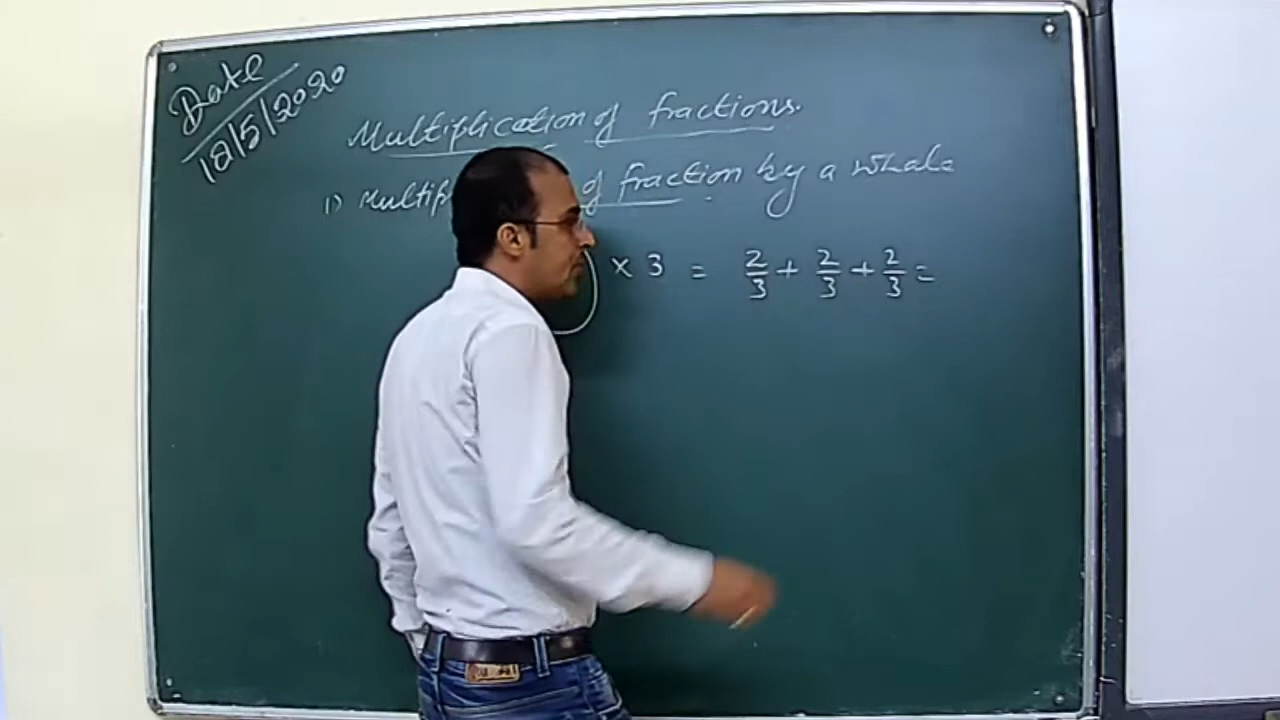 Date
18/5/2020
Multiplication of fractions.
1) of fraction by a whole
× 3 = 2/3 + 2/3 + 2/3 =